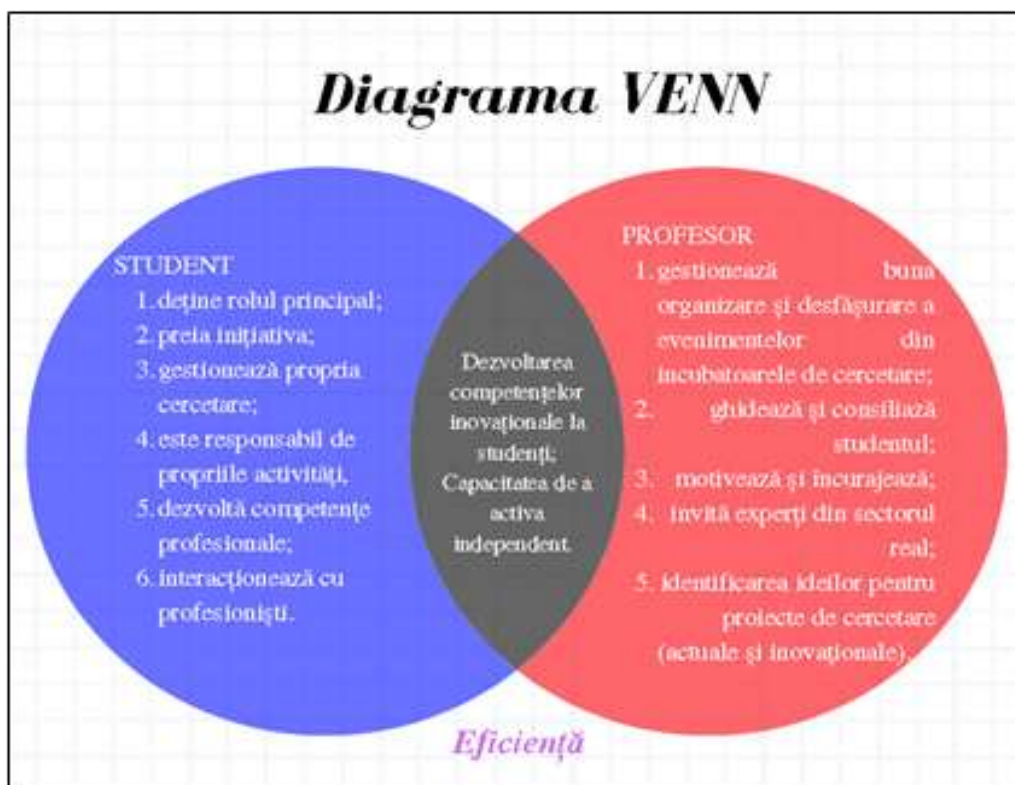 Diagrama VENN
STUDENT
1. deține rolul principal;
2. preia inițiativa;
3. gestionează propria
cercetare;
4. este responsabil de
propriile activități,
5. dezvoltă competențe
profesionale;
6. interacționează cu
profesioniști.
Dezvoltarea
competențelor
inovaționale la
studenți;
Capacitatea de a
activa
independent.
PROFESOR
1. gestionează buna
organizare și desfășurare a
evenimentelor din
incubatoarele de cercetare;
2. ghidează și consiliază
studentul;
3. motivează și încurajează;
4. invită experți din sectorul
real;
5. identificarea ideilor pentru
proiecte de cercetare
(actuale și inovaționale).
Eficiență